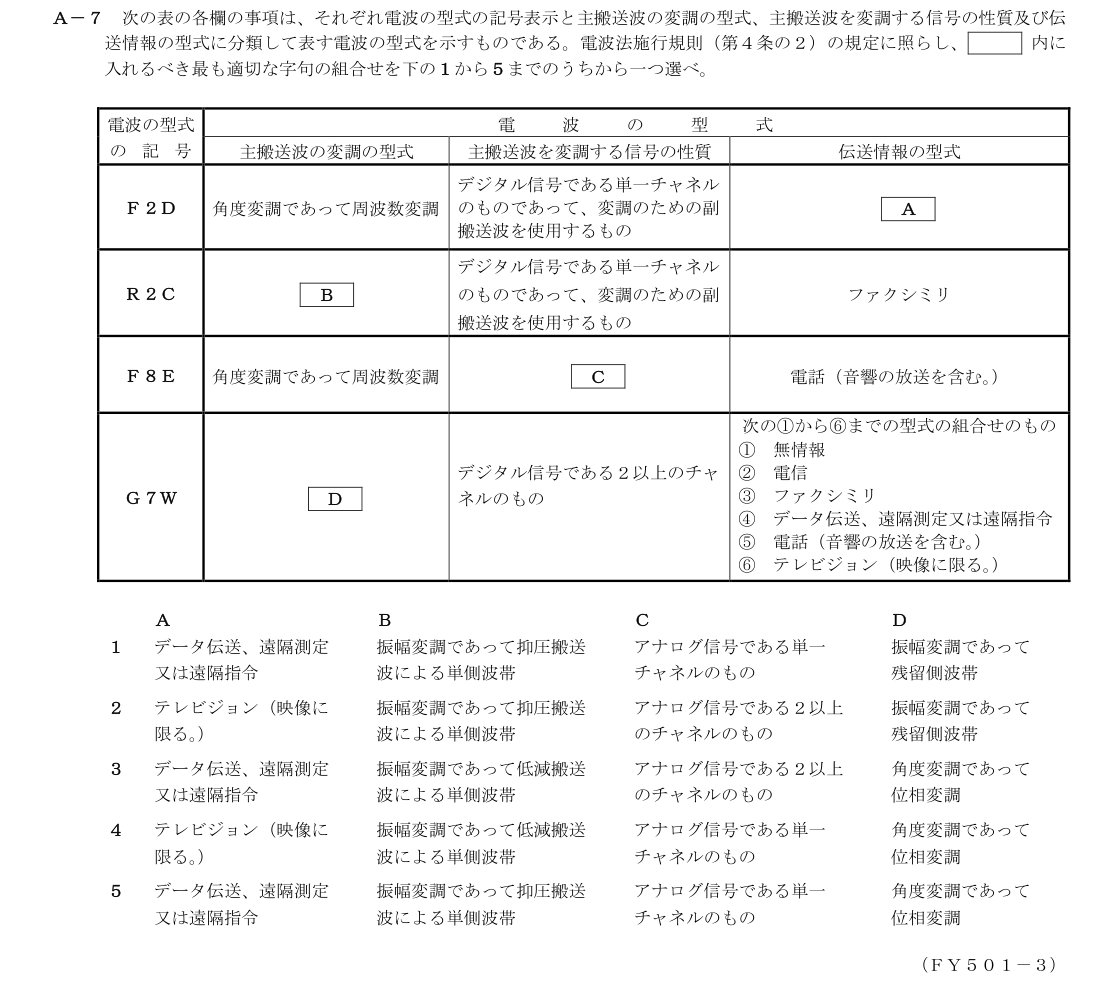 A－7　次の表の各欄の事項は、それぞれ電波の型式の記号表示と主搬送波の変調の型式、主搬送波を変調する信号の性質及び伝
送情報の型式に分類して表す電波の型式を示すものである。電波法施行規則（第4条の2）の規定に照らし、　　　内に
入れるべき最も適切な字句の組合せを下の1から5までのうちから一つ選べ。
電波の型式
の　記　号
電　波　の　型　式
主搬送波の変調の型式
主搬送波を変調する信号の性質
伝送情報の型式
F2D
角度変調であって周波数変調
デジタル信号である単一チャネル
のものであって、変調のための副
搬送波を使用するもの
A
R2C
B
デジタル信号である単一チャネル
のものであって、変調のための副
搬送波を使用するもの
ファクシミリ
F8E
角度変調であって周波数変調
C
電話（音響の放送を含む。）
G7W
D
デジタル信号である2以上のチャ
ネルのもの
次の①から⑥までの型式の組合せのもの
①　無情報
②　電信
③　ファクシミリ
④　データ伝送、遠隔測定又は遠隔指令
⑤　電話（音響の放送を含む。）
⑥　テレビジョン（映像に限る。）
A　B　C　D
1　データ伝送、遠隔測定　振幅変調であって抑圧搬送　アナログ信号である単一　振幅変調であって
又は遠隔指令　波による単側波帯　チャネルのもの　残留側波帯
2　テレビジョン（映像に　振幅変調であって抑圧搬送　アナログ信号である2以上　振幅変調であって
限る。）　波による単側波帯　のチャネルのもの　残留側波帯
3　データ伝送、遠隔測定　振幅変調であって低減搬送　アナログ信号である2以上　角度変調であって
又は遠隔指令　波による単側波帯　のチャネルのもの　位相変調
4　テレビジョン（映像に　振幅変調であって低減搬送　アナログ信号である単一　角度変調であって
限る。）　波による単側波帯　チャネルのもの　位相変調
5　データ伝送、遠隔測定　振幅変調であって抑圧搬送　アナログ信号である単一　角度変調であって
又は遠隔指令　波による単側波帯　チャネルのもの　位相変調
（FY501－3）